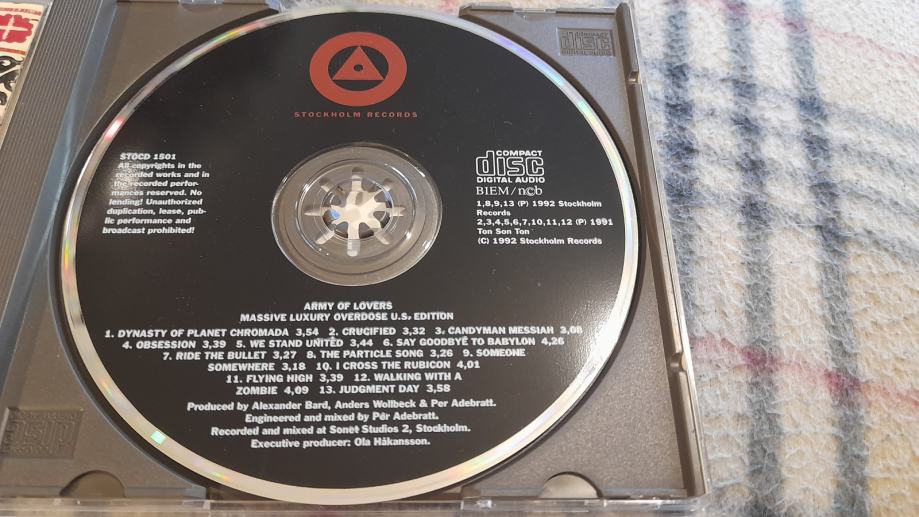 STOCKHOLM RECORDS
STOCD 1501
All copyrights in the
recorded works and in
the recorded perfor-
mances reserved. No
lending! Unauthorized
duplication, lease, pub-
lic performance and
broadcast prohibited!
COMPACT
disc
DIGITAL AUDIO
BIEM/ncb
1,8,9,13 (P) 1992 Stockholm
Records
2,3,4,5,6,7,10,11,12 (P) 1991
Ton Son Ton
(C) 1992 Stockholm Records
ARMY OF LOVERS
MASSIVE LUXURY OVERDOSE U.S. EDITION
1. DYNASTY OF PLANET CHROMADA 3,54 2. CRUCIFIED 3,32 3. CANDYMAN MESSIAH 3,08
4. OBSESSION 3,39 5. WE STAND UNITED 3,44 6. SAY GOODBYE TO BABYLON 4,26
7. RIDE THE BULLET 3,27 8. THE PARTICLE SONG 3,26 9. SOMEONE
SOMEWHERE 3,18 10. I CROSS THE RUBICON 4,01
11. FLYING HIGH 3,39 12. WALKING WITH A
ZOMBIE 4,09 13. JUDGMENT DAY 3,58
Produced by Alexander Bard, Anders Wollbeck & Per Adebratt.
Engineered and mixed by Per Adebratt.
Recorded and mixed at Sonet Studios 2, Stockholm.
Executive producer: Ola Håkansson.
COMPACT
disc
DIGITAL AUDIO